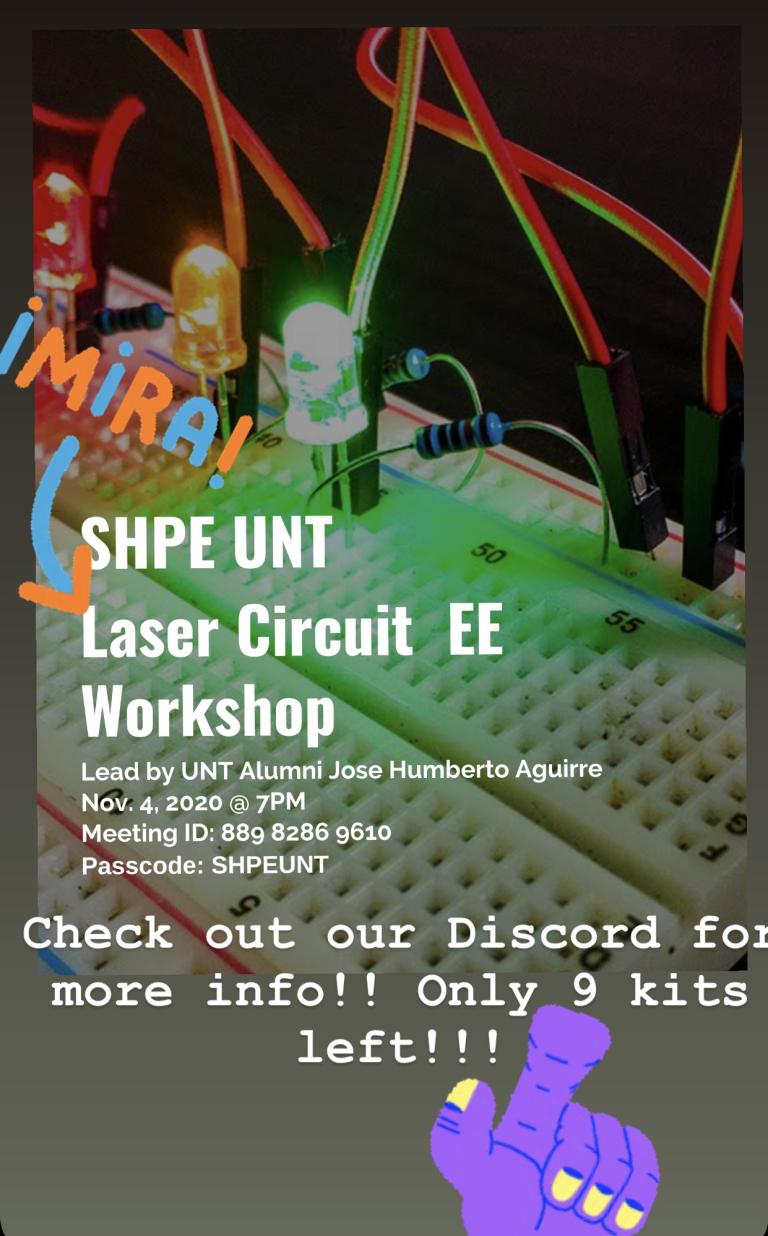 ¡MiRA!
SHPE UNT
Laser Circuit EE
Workshop
Lead by UNT Alumni Jose Humberto Aguirre
Nov. 4, 2020 @ 7PM
Meeting ID: 889 8286 9610
Passcode: SHPEUNT
Check out our Discord for
more info!! Only 9 kits
left!!!
40
50
55
5